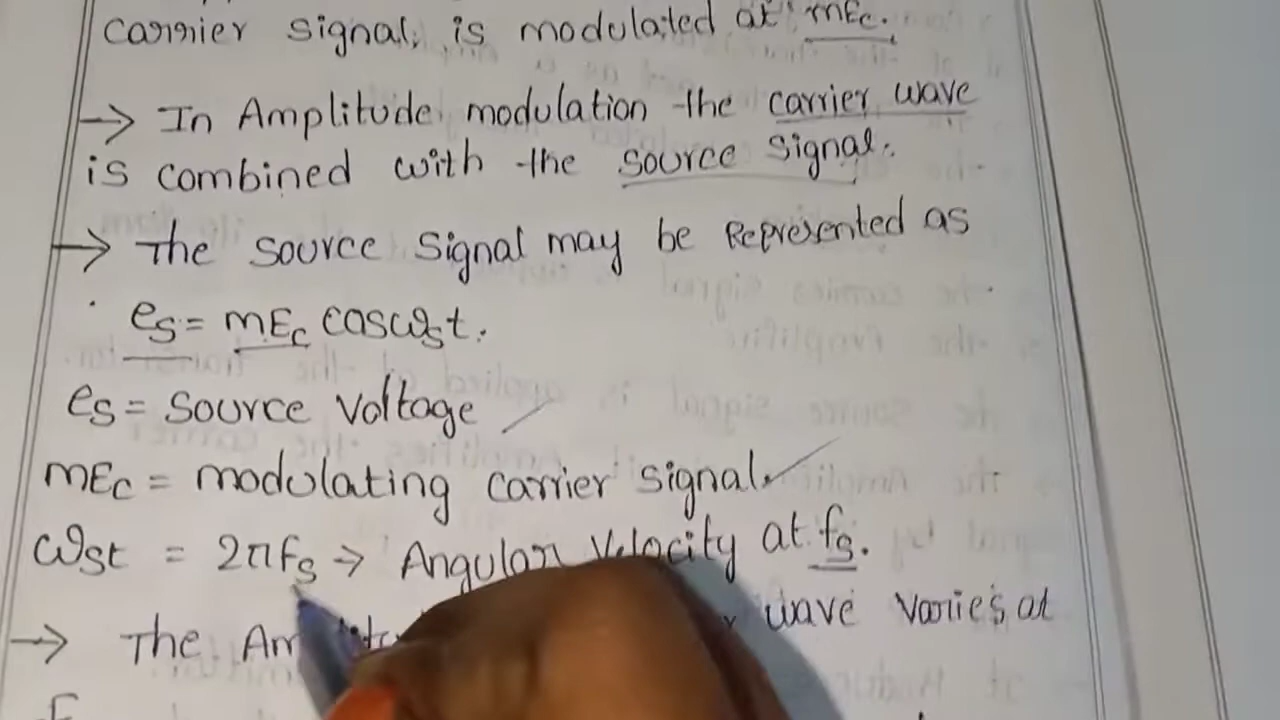 carrier signal is modulated at mEc.
→ In Amplitude modulation the carrier wave
is combined with the source signal.
→ The source signal may be Represented as
es = mEc cosωst.
es = source voltage
mEc = modulating carrier signal
ωst = 2πfs → Angular Velocity at fs.
→ The wave varies at